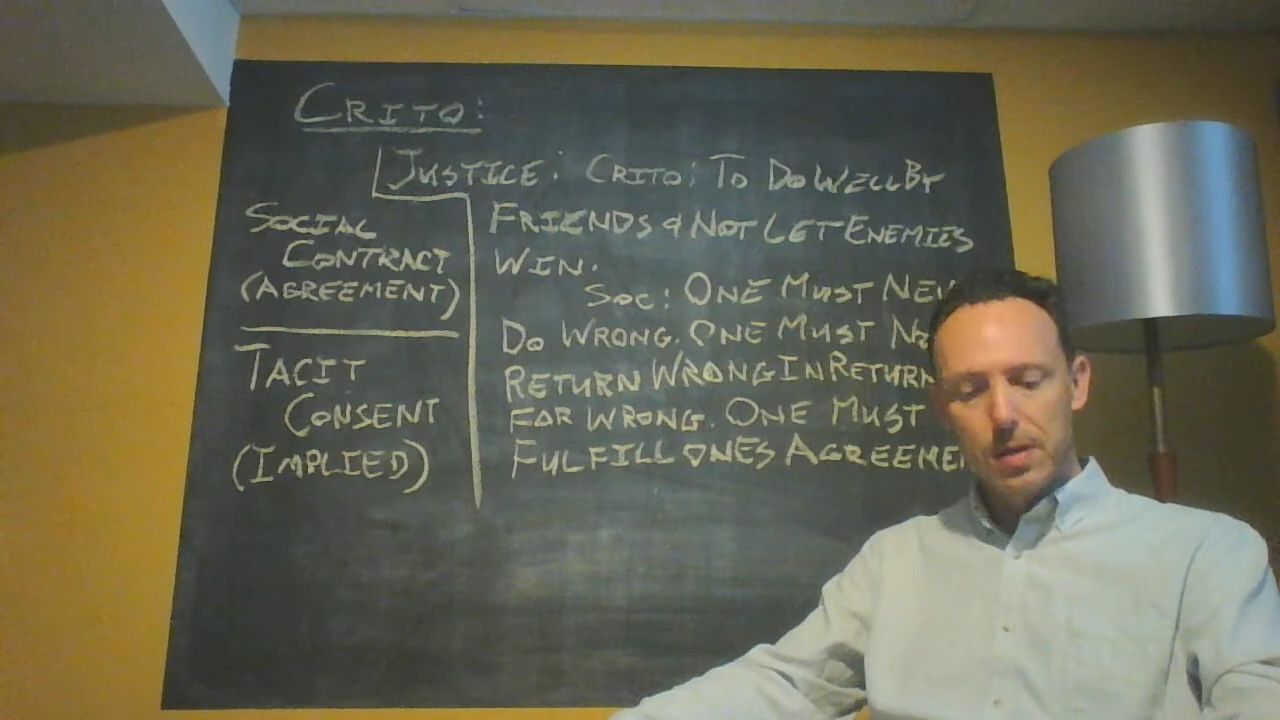 CRITO:
JUSTICE: CRITO: TO DO WELL BY
FRIENDS & NOT LET ENEMIES
WIN.
SOC: ONE MUST
DO WRONG. ONE MUST
RETURN WRONG IN RETURN
FOR WRONG. ONE MUST
FULFILL ONES
SOCIAL
CONTRACT
(AGREEMENT)
TACIT
CONSENT
(IMPLIED)